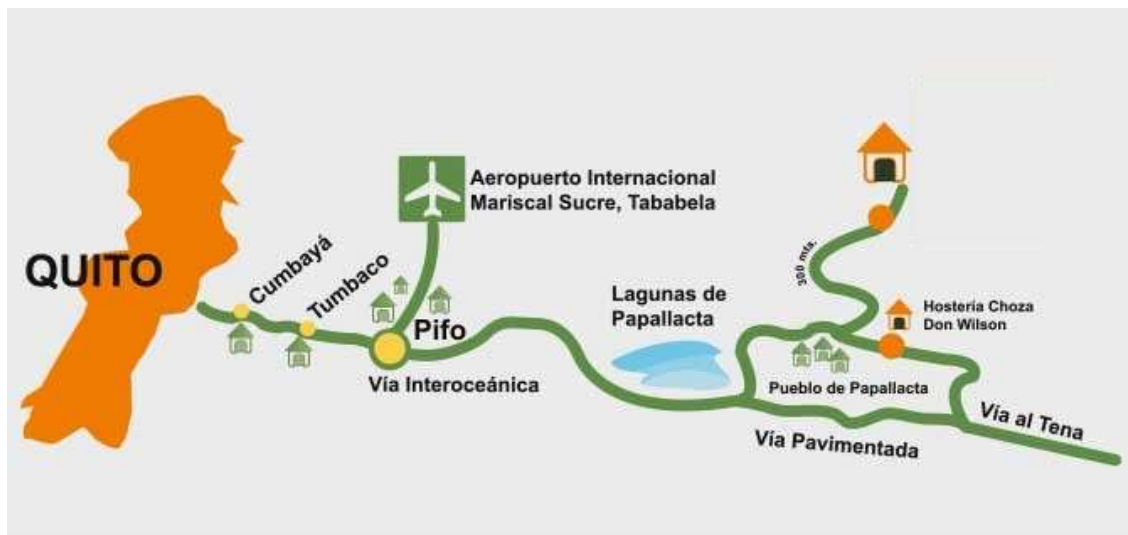 Aeropuerto Internacional
Mariscal Sucre, Tababela
QUITO
Cumbayá
Tumbaco
300 mts.
Lagunas de
Papallacta
Hosteria Choza
Don Wilson
Pifo
Vía Interoceánica
Pueblo de Papallacta
Vía al Tena
Vía Pavimentada